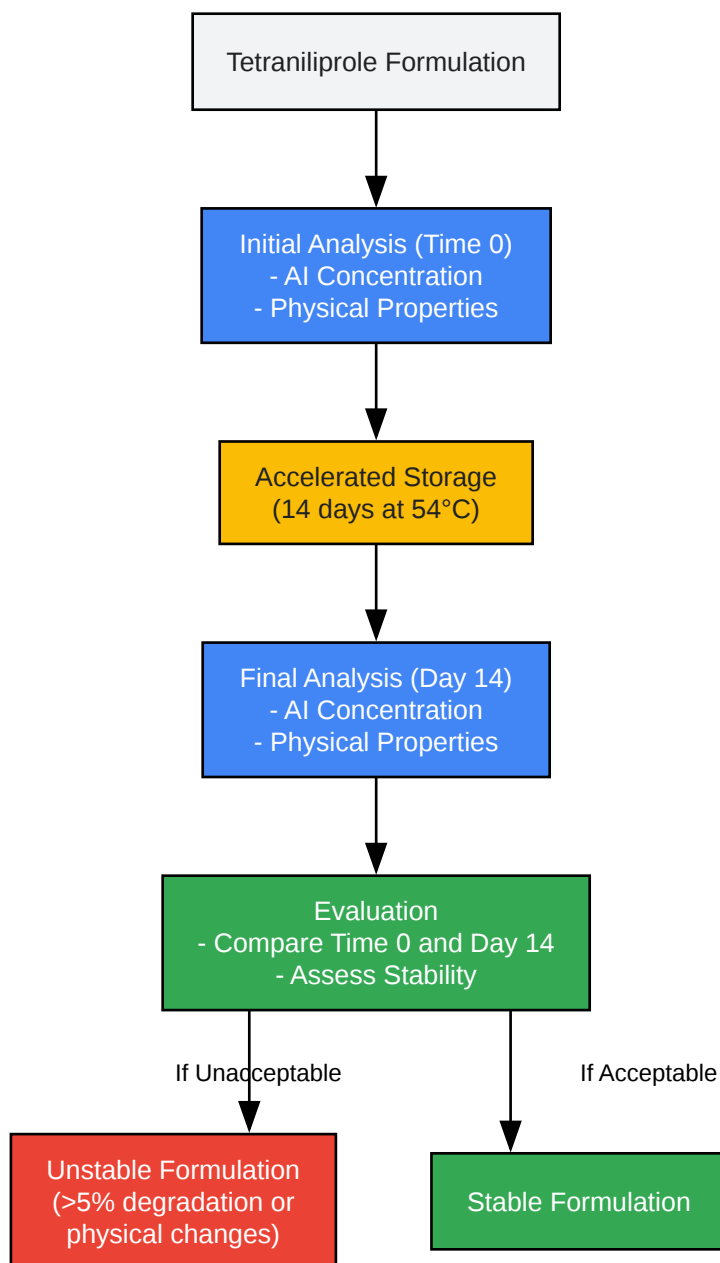 Tetraniliprole Formulation
Initial Analysis (Time 0)
- AI Concentration
- Physical Properties
Accelerated Storage
(14 days at 54°C)
Final Analysis (Day 14)
- AI Concentration
- Physical Properties
Evaluation
- Compare Time 0 and Day 14
- Assess Stability
If Unacceptable
If Acceptable
Unstable Formulation
(>5% degradation or
physical changes)
Stable Formulation